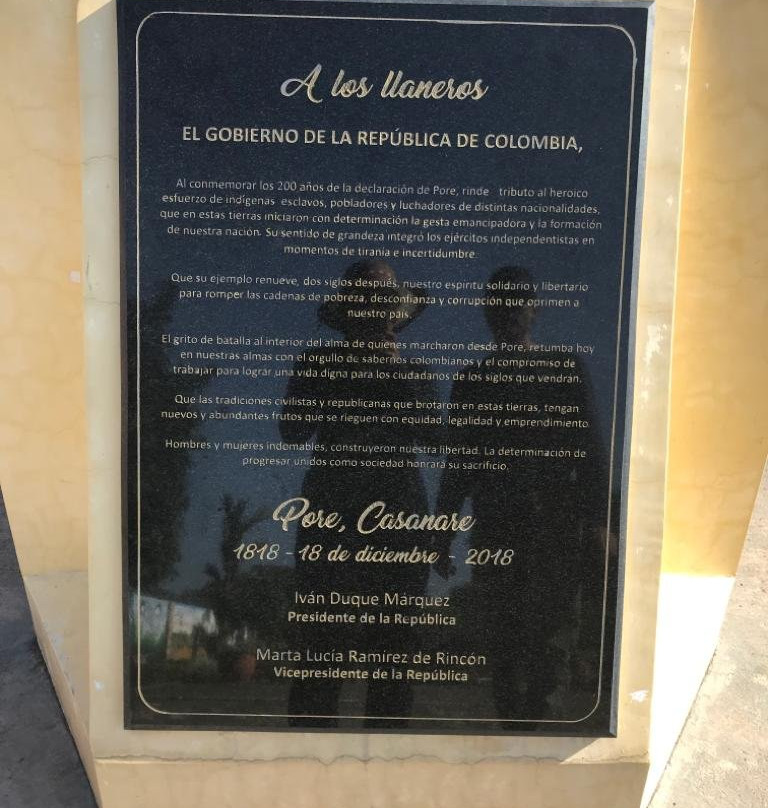 A los llaneros
EL GOBIERNO DE LA REPÚBLICA DE COLOMBIA,
Al conmemorar los 200 años de la declaración de Pore, rinde tributo al heroico
esfuerzo de indígenas esclavos, pobladores y luchadores de distintas nacionalidades,
que en estas tierras iniciaron con determinación la gesta emancipadora y la formación
de nuestra nación. Su sentido de grandeza integró los ejércitos independentistas en
momentos de tiranía e incertidumbre.
Que su ejemplo renueve, dos siglos después, nuestro espíritu solidario y libertario
para romper las cadenas de pobreza, desconfianza y corrupción que oprimen a
nuestro país.
El grito de batalla al interior del alma de quienes marcharon desde Pore, retumba hoy
en nuestras almas con el orgullo de sabernos colombianos y el compromiso de
trabajar para lograr una vida digna para los ciudadanos de los siglos que vendrán.
Que las tradiciones civilistas y republicanas que brotaron en estas tierras, tengan
nuevos y abundantes frutos que se rieguen con equidad, legalidad y emprendimiento
Hombres y mujeres indomables, construyeron nuestra libertad. La determinación de
progresar unidos como sociedad honrará su sacrificio.
Pore, Casanare
1818 - 18 de diciembre - 2018
Iván Duque Márquez
Presidente de la República
Marta Lucía Ramírez de Rincón
Vicepresidente de la República